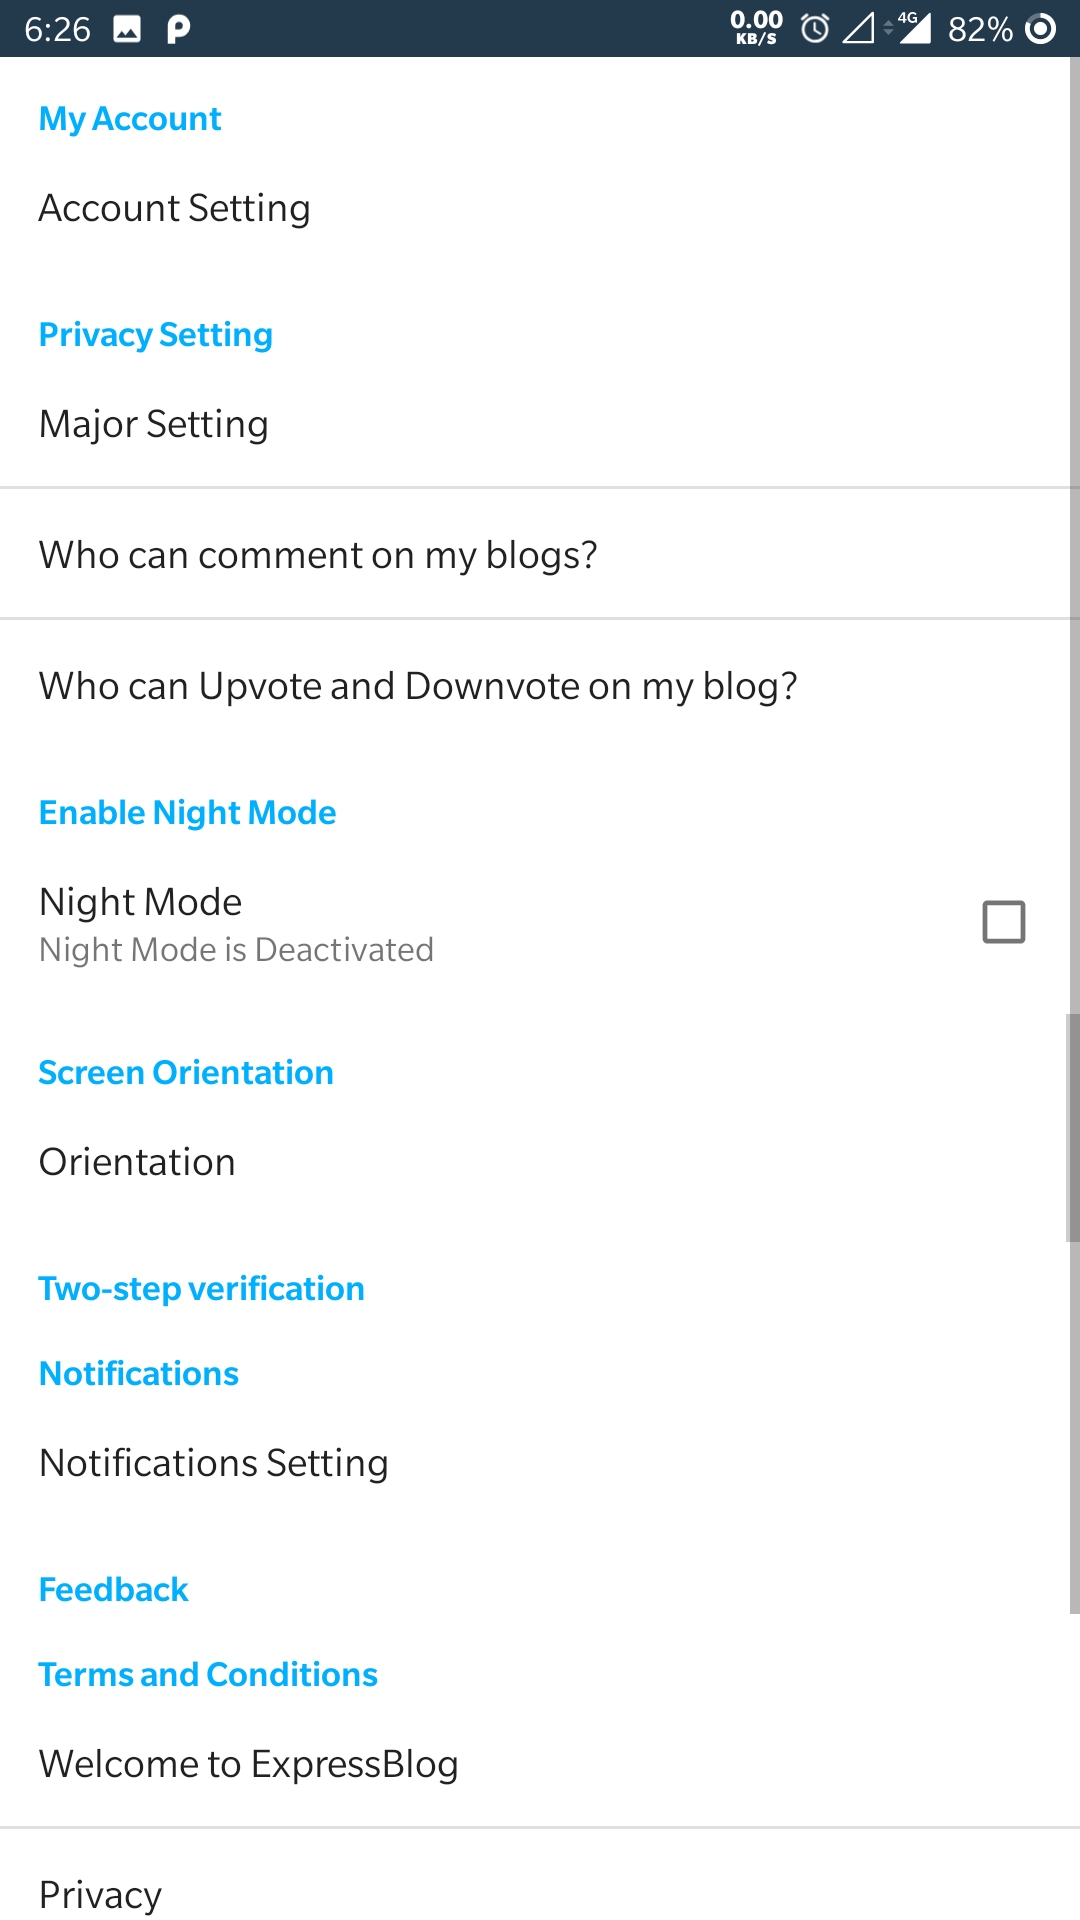 6:26
0.00
KB/S
4G
82%
My Account
Account Setting
Privacy Setting
Major Setting
Who can comment on my blogs?
Who can Upvote and Downvote on my blog?
Enable Night Mode
Night Mode
Night Mode is Deactivated
Screen Orientation
Orientation
Two-step verification
Notifications
Notifications Setting
Feedback
Terms and Conditions
Welcome to ExpressBlog
Privacy